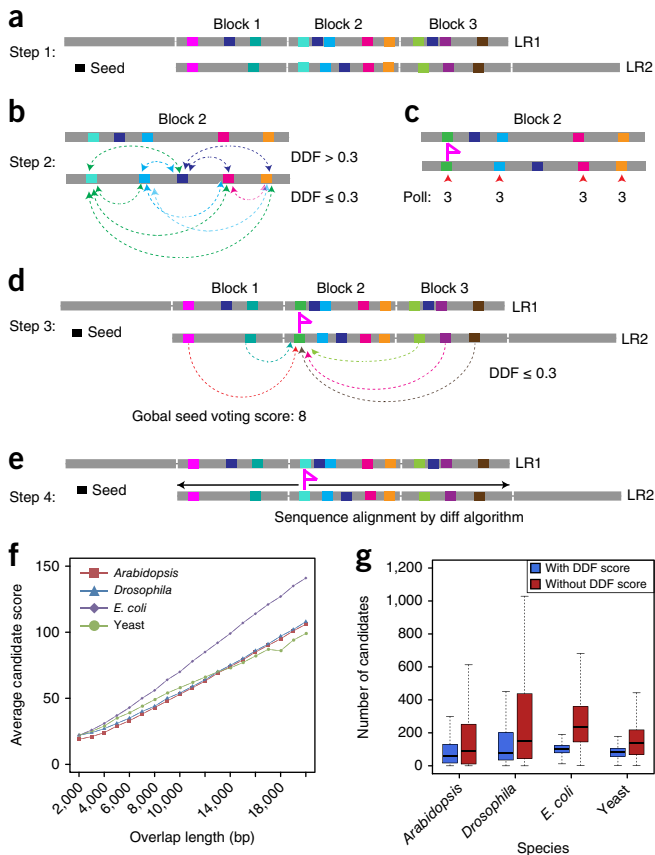 a
Block 1 Block 2 Block 3
Step 1:
LR1
Seed
LR2
b
Block 2
Step 2:
DDF > 0.3
DDF ≤ 0.3
c
Block 2
Poll: 3 3 3 3
d
Block 1 Block 2 Block 3
LR1
Step 3:
Seed
LR2
DDF ≤ 0.3
Gobal seed voting score: 8
e
LR1
Step 4:
Seed
LR2
Senquence alignment by diff algorithm
f
Arabidopsis
Drosophila
E. coli
Yeast
Average candidate score
150
100
50
0
2,000 4,000 6,000 8,000 10,000 14,000 18,000
Overlap length (bp)
g
With DDF score
Without DDF score
Number of candidates
1,200
1,000
800
600
400
200
0
Arabidopsis Drosophila E. coli Yeast
Species